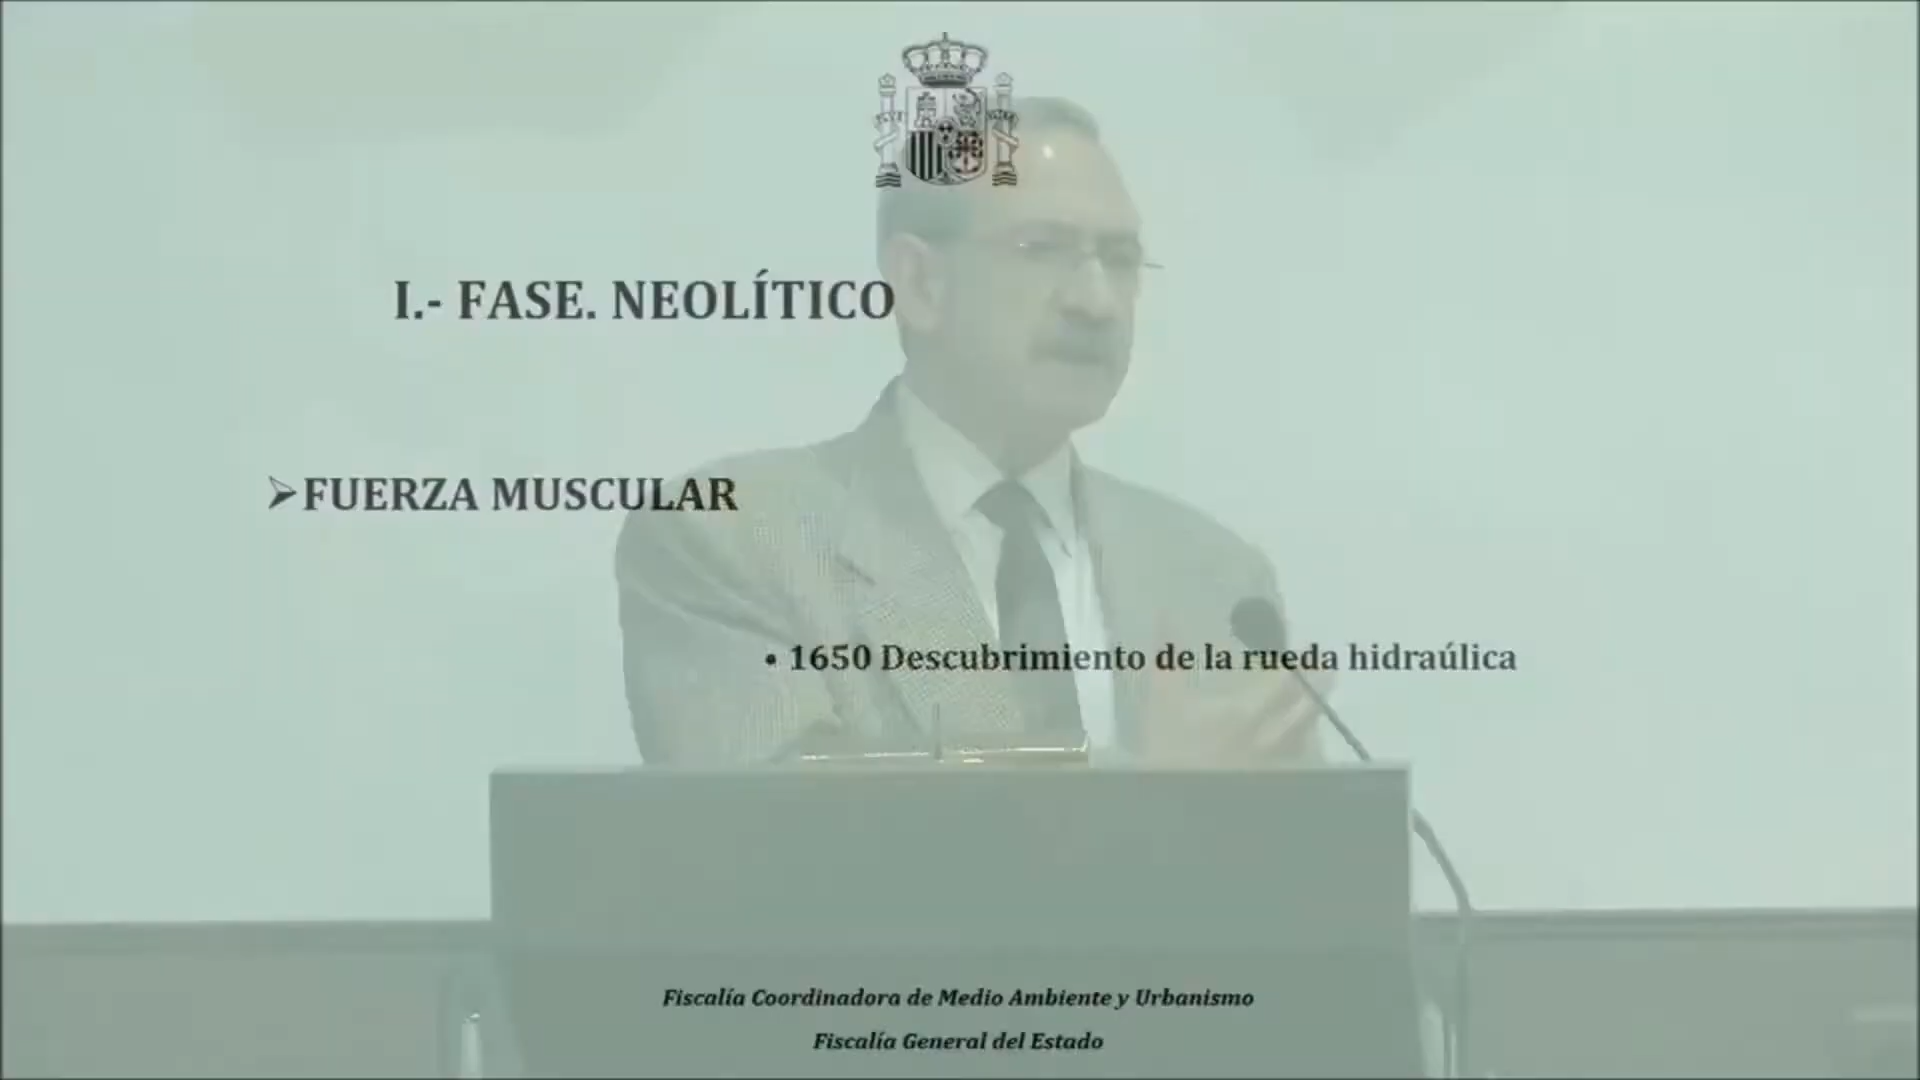 I.- FASE. NEOLÍTICO
➢FUERZA MUSCULAR
• 1650 Descubrimiento de la rueda hidraúlica
Fiscalía Coordinadora de Medio Ambiente y Urbanismo
Fiscalía General del Estado